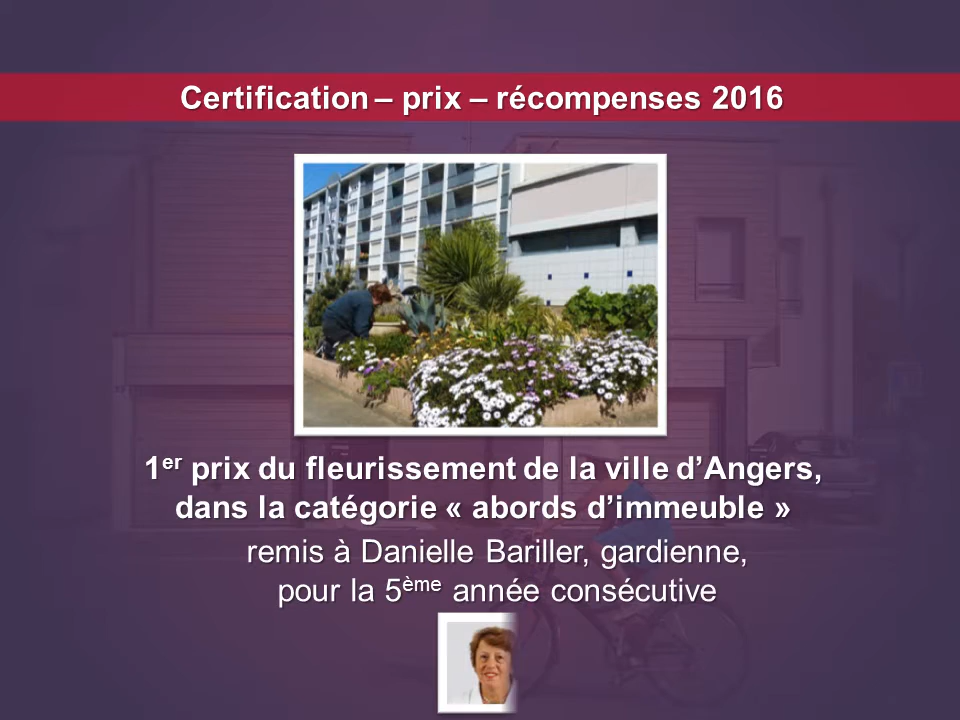 Certification – prix – récompenses 2016
1er prix du fleurissement de la ville d’Angers,
dans la catégorie « abords d’immeuble »
remis à Danielle Bariller, gardienne,
pour la 5ème année consécutive